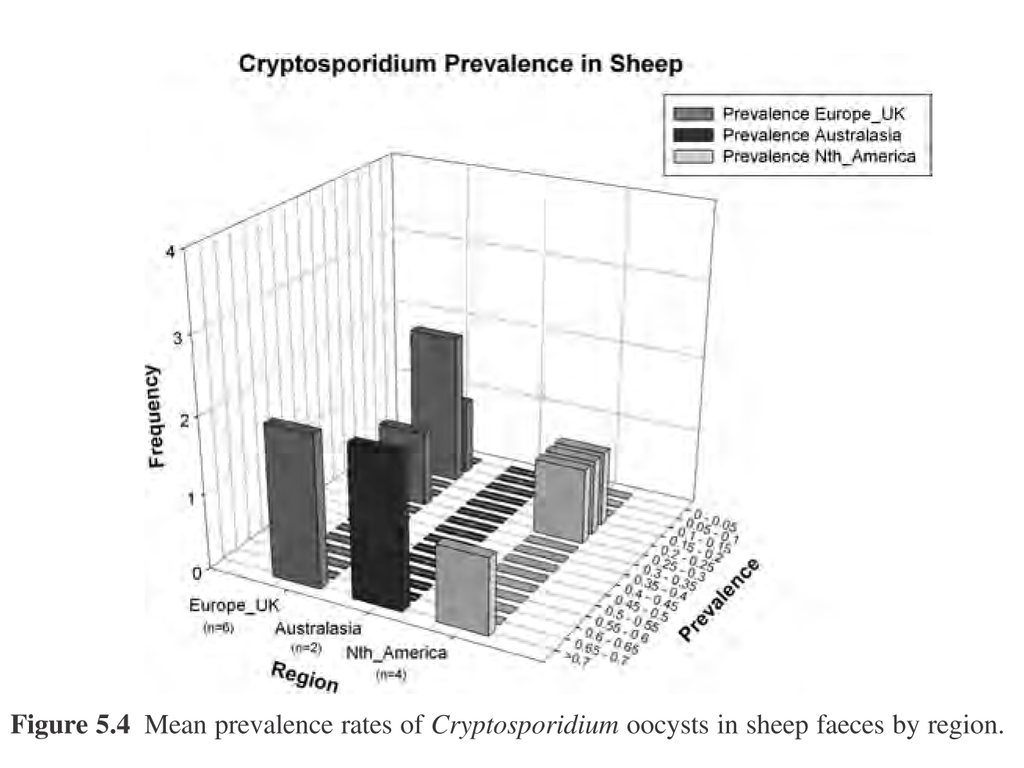 Cryptosporidium Prevalence in Sheep
Prevalence Europe_UK
Prevalence Australasia
Prevalence Nth_America
4
3
2
1
0
Frequency
Europe_UK
(n=6)
Australasia
(n=2)
Nth_America
(n=4)
Region
0 - 0.05
0.05 - 0.1
0.1 - 0.15
0.15 - 0.2
0.2 - 0.25
0.25 - 0.3
0.3 - 0.35
0.35 - 0.4
0.4 - 0.45
0.45 - 0.5
0.5 - 0.55
0.55 - 0.6
0.6 - 0.65
0.65 - 0.7
>0.7
Prevalence
Figure 5.4 Mean prevalence rates of Cryptosporidium oocysts in sheep faeces by region.